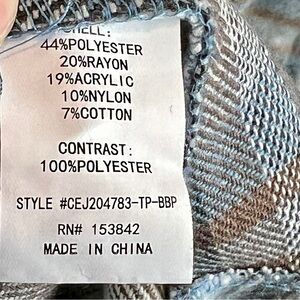 SHELL:
44%POLYESTER
20%RAYON
19%ACRYLIC
10%NYLON
7%COTTON
CONTRAST:
100%POLYESTER
STYLE #CEJ204783-TP-BBP
RN# 153842
MADE IN CHINA